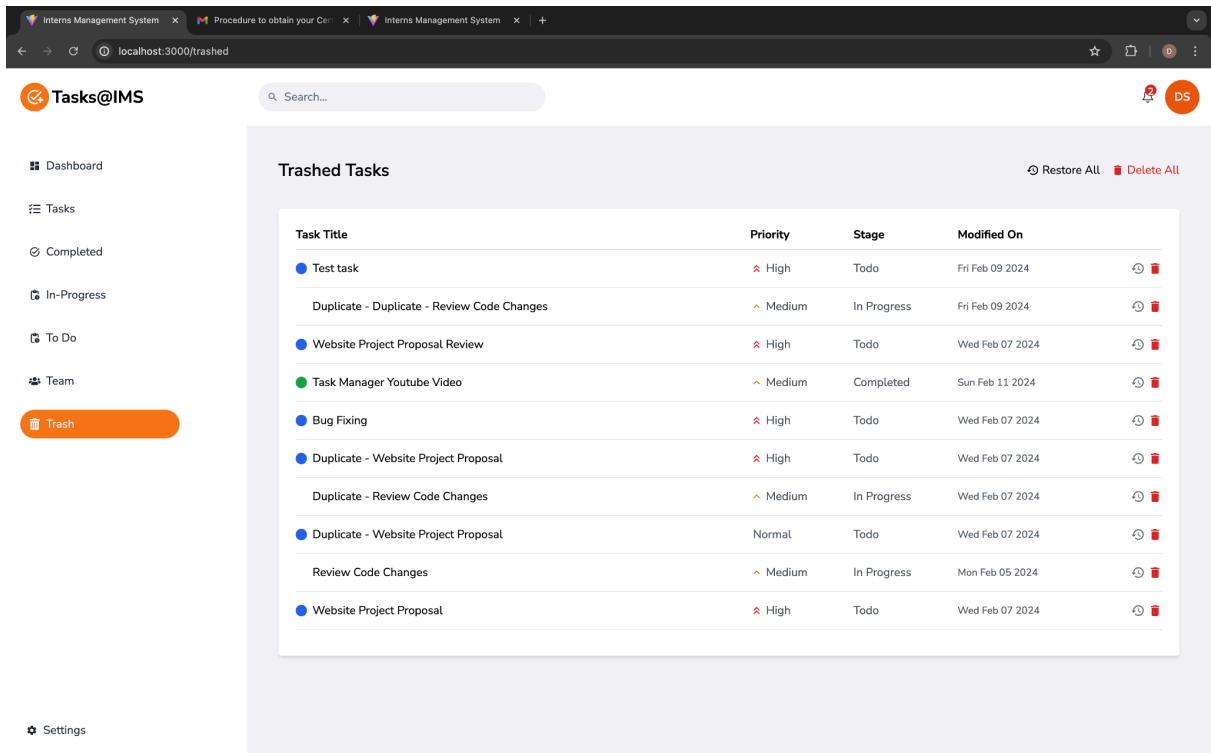 Interns Management System
Procedure to obtain your Cer
Interns Management System
localhost:3000/trashed
D
Tasks@IMS
Search...
2
DS
Dashboard
Tasks
Completed
In-Progress
To Do
Team
Trash
Settings
Trashed Tasks
Restore All
Delete All
Task Title Priority Stage Modified On
Test task High Todo Fri Feb 09 2024
Duplicate - Duplicate - Review Code Changes Medium In Progress Fri Feb 09 2024
Website Project Proposal Review High Todo Wed Feb 07 2024
Task Manager Youtube Video Medium Completed Sun Feb 11 2024
Bug Fixing High Todo Wed Feb 07 2024
Duplicate - Website Project Proposal High Todo Wed Feb 07 2024
Duplicate - Review Code Changes Medium In Progress Wed Feb 07 2024
Duplicate - Website Project Proposal Normal Todo Wed Feb 07 2024
Review Code Changes Medium In Progress Mon Feb 05 2024
Website Project Proposal High Todo Wed Feb 07 2024